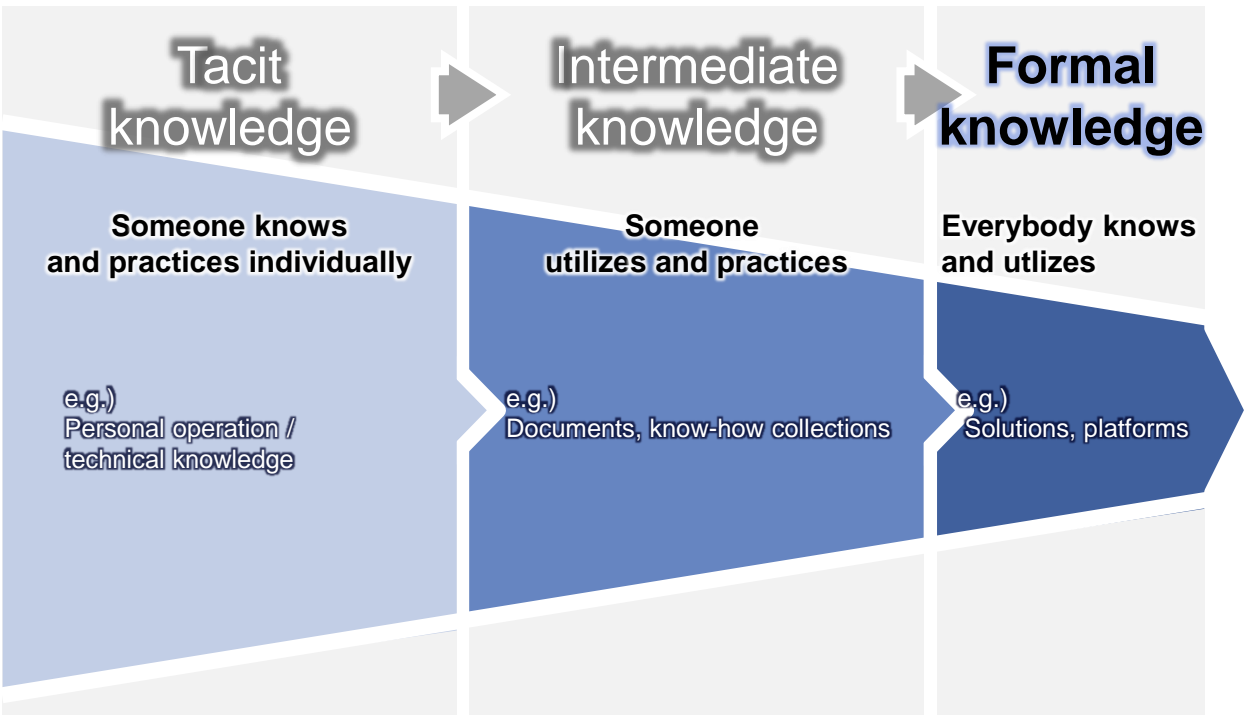 Tacit
knowledge
Intermediate
knowledge
Formal
knowledge
Someone knows
and practices individually
Someone
utilizes and practices
Everybody knows
and utlizes
e.g.)
Personal operation /
technical knowledge
e.g.)
Documents, know-how collections
e.g.)
Solutions, platforms